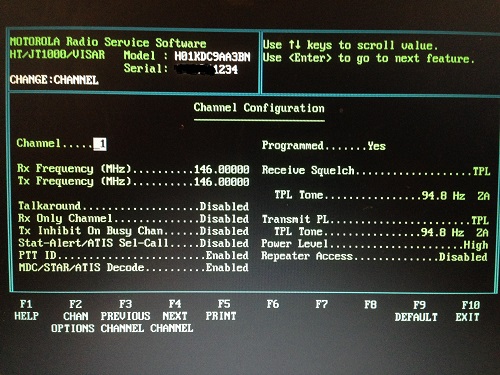 MOTOROLA Radio Service Software
HT/JT1000/VISAR Model : H01KDC9AA3BN
Serial: 1234
CHANGE:CHANNEL
Use ↑↓ keys to scroll value.
Use <Enter> to go to next feature.
Channel Configuration
Channel.....1
Programmed.......Yes
Rx Frequency (MHz)..........146.00000
Tx Frequency (MHz)..........146.00000
Receive Squelch....................TPL
TPL Tone................94.8 Hz ZA
Talkaround...................Disabled
Rx Only Channel..............Disabled
Tx Inhibit On Busy Chan......Disabled
Stat-Alert/ATIS Sel-Call.....Disabled
PTT ID........................Enabled
MDC/STAR/ATIS Decode..........Enabled
Transmit PL........................TPL
TPL Tone................94.8 Hz ZA
Power Level.......................High
Repeater Access...............Disabled
F1 F2 F3 F4 F5 F6 F7 F8 F9 F10
HELP CHAN PREVIOUS NEXT PRINT DEFAULT EXIT
OPTIONS CHANNEL CHANNEL